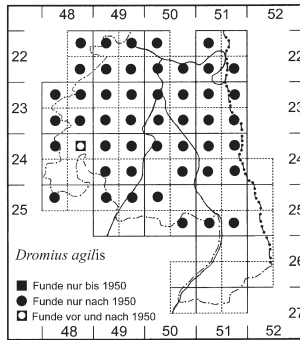 48 49 50 51 52
22 22
23 23
24 24
25 25
26
Dromius agilis
Funde nur bis 1950
Funde nur nach 1950
Funde vor und nach 1950
48 49 50 51 52
27